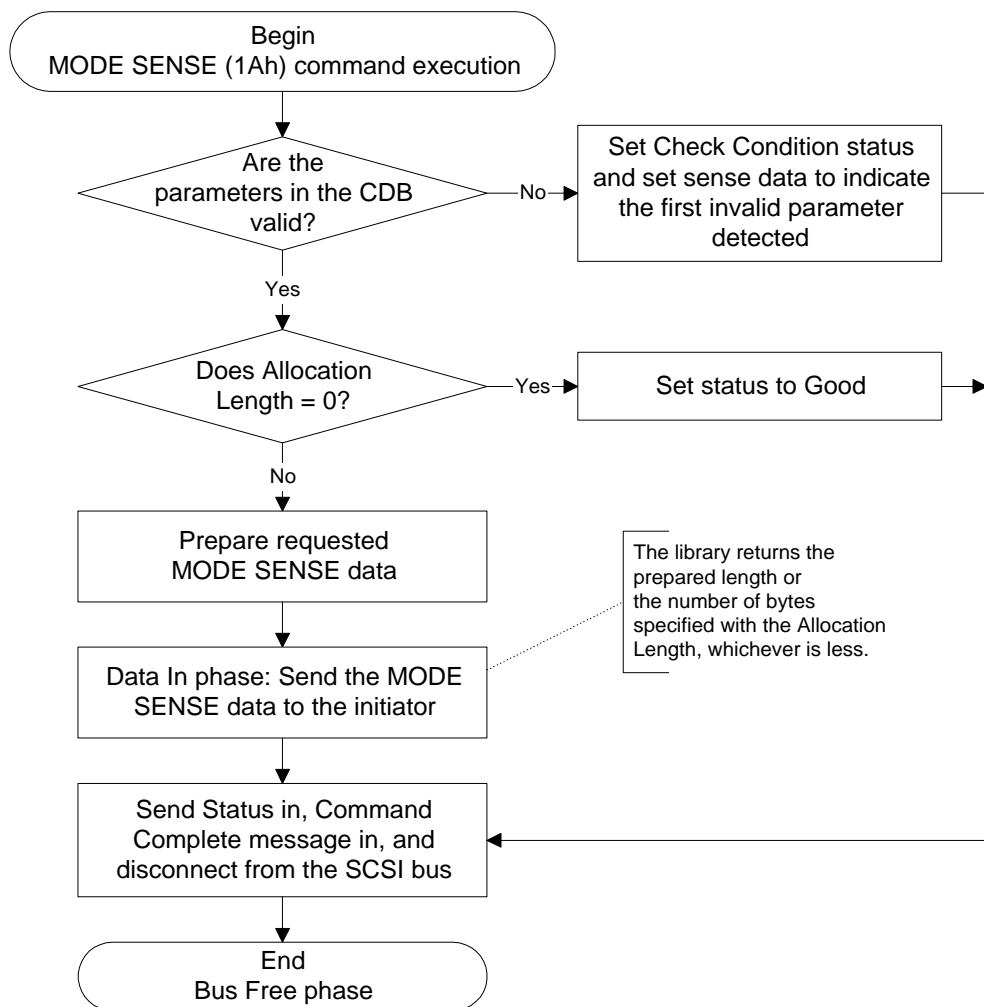 Begin
MODE SENSE (1Ah) command execution
Are the
parameters in the CDB
valid?
No
Set Check Condition status
and set sense data to indicate
the first invalid parameter
detected
Yes
Does Allocation
Length = 0?
Yes
Set status to Good
No
Prepare requested
MODE SENSE data
The library returns the
prepared length or
the number of bytes
specified with the Allocation
Length, whichever is less.
Data In phase: Send the MODE
SENSE data to the initiator
Send Status in, Command
Complete message in, and
disconnect from the SCSI bus
End
Bus Free phase